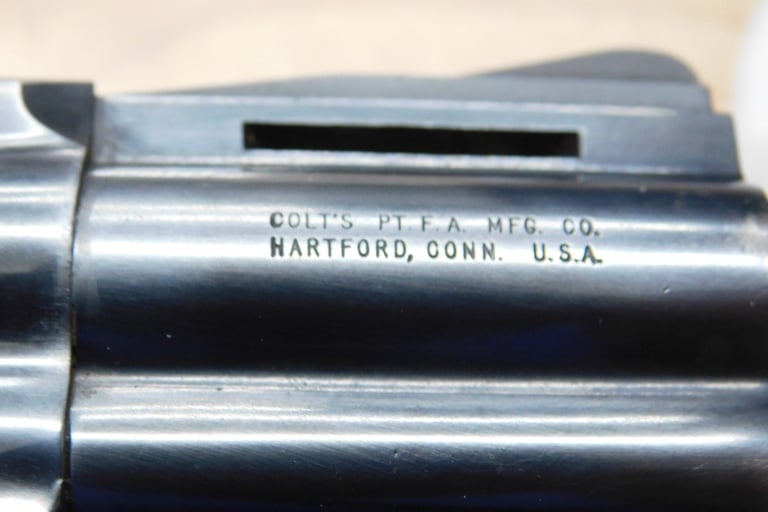 COLT'S PT. F. A. MFG. CO.
HARTFORD, CONN. U.S.A.